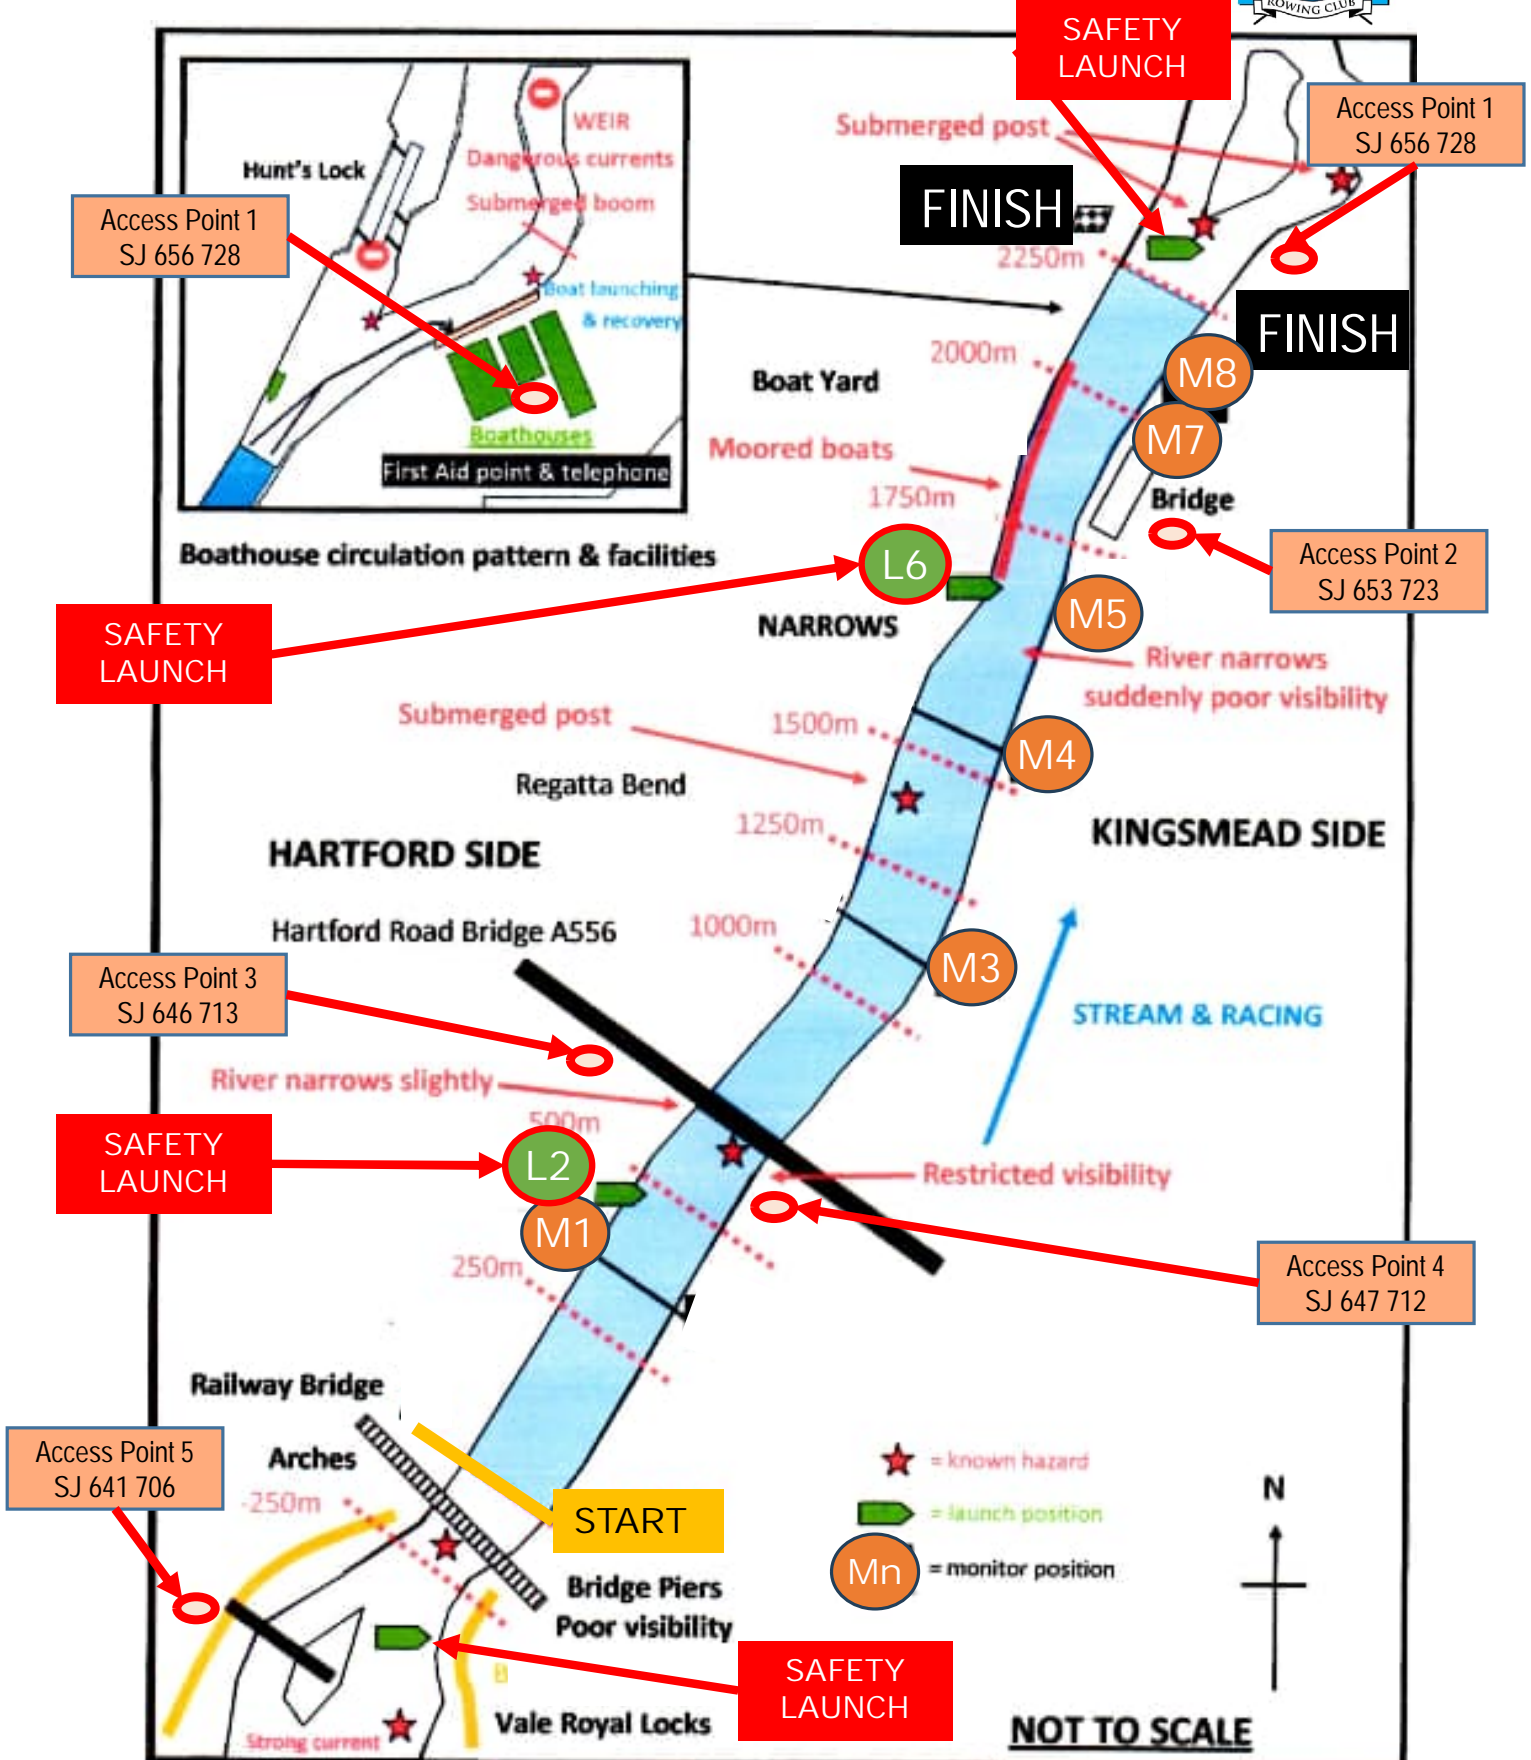 ROWING CLUB
SAFETY
LAUNCH
Access Point 1
SJ 656 728
Submerged post
FINISH
2250m
FINISH
WEIR
Dangerous currents
Submerged boom
Hunt's Lock
Access Point 1
SJ 656 728
Boat launching
& recovery
Boathouses
First Aid point & telephone
Boathouse circulation pattern & facilities
2000m
M8
Boat Yard
M7
Moored boats
1750m
Bridge
Access Point 2
SJ 653 723
L6
M5
NARROWS
SAFETY
LAUNCH
River narrows
suddenly poor visibility
Submerged post
1500m
M4
Regatta Bend
1250m
KINGSMEAD SIDE
HARTFORD SIDE
Hartford Road Bridge A556
1000m
M3
Access Point 3
SJ 646 713
STREAM & RACING
River narrows slightly
500m
SAFETY
LAUNCH
L2
Restricted visibility
M1
250m
Access Point 4
SJ 647 712
Railway Bridge
Arches
Access Point 5
SJ 641 706
-250m
START
= known hazard
= launch position
Mn
= monitor position
N
Bridge Piers
Poor visibility
SAFETY
LAUNCH
Vale Royal Locks
Strong current
NOT TO SCALE